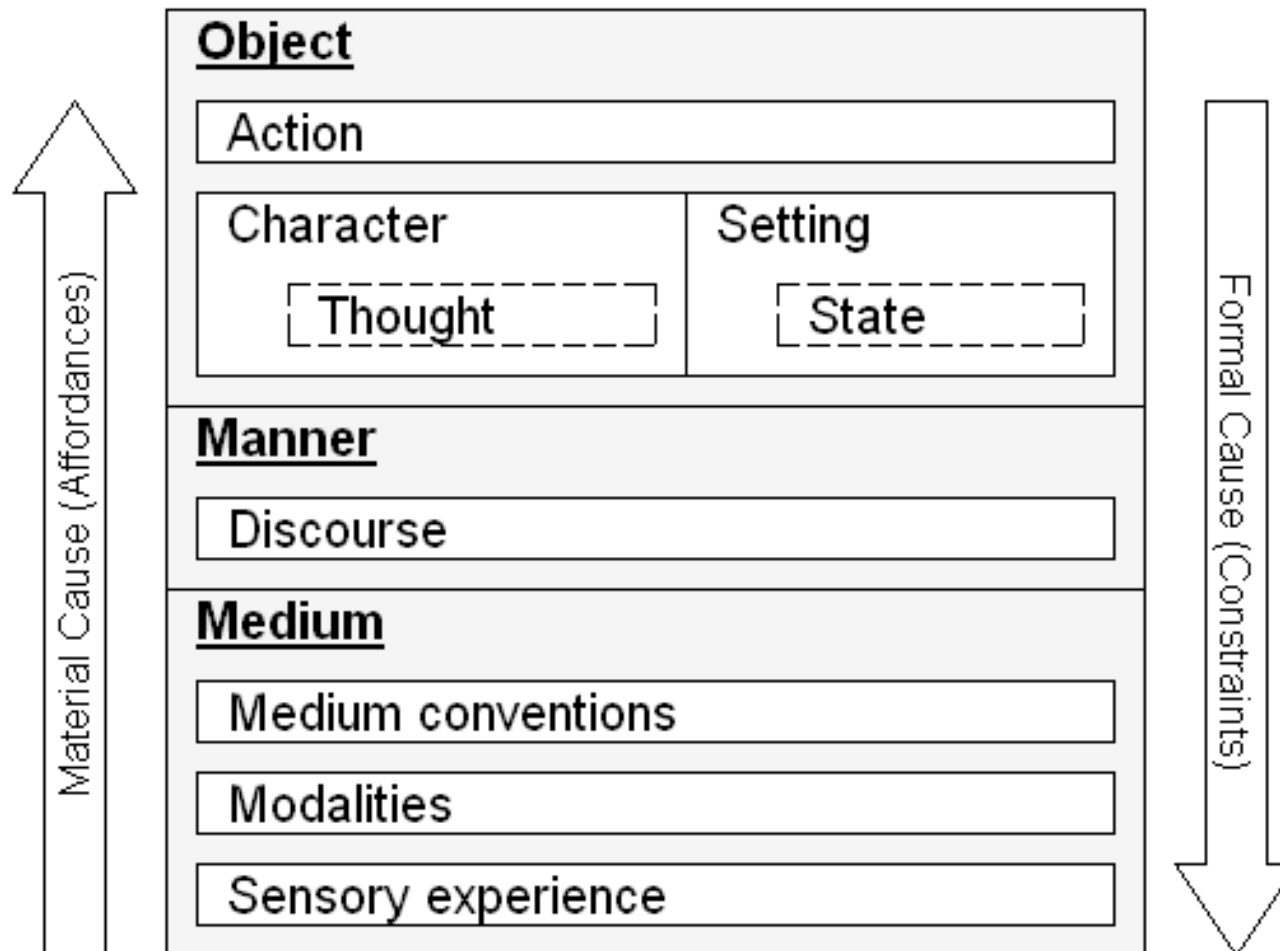 Object
Action
Character
Setting
Thought
State
Manner
Discourse
Medium
Medium conventions
Modalities
Sensory experience
Material Cause (Affordances)
Formal Cause (Constraints)